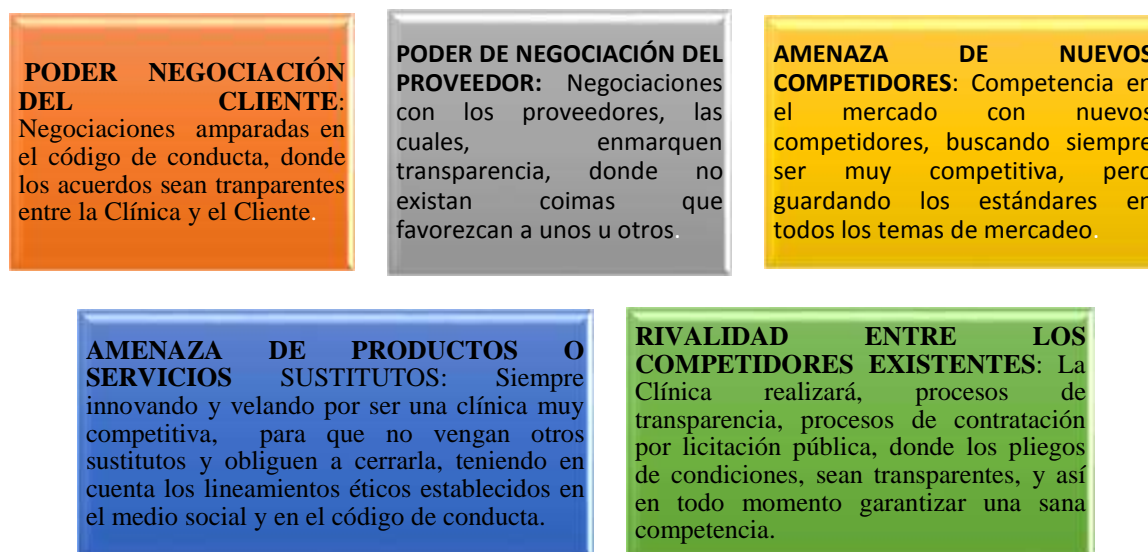 PODER NEGOCIACIÓN
DEL CLIENTE:
Negociaciones amparadas en
el código de conducta, donde
los acuerdos sean tranparentes
entre la Clínica y el Cliente.
PODER DE NEGOCIACIÓN DEL
PROVEEDOR: Negociaciones
con los proveedores, las
cuales, enmarquen
transparencia, donde no
existan coimas que
favorezcan a unos u otros.
AMENAZA DE NUEVOS
COMPETIDORES: Competencia en
el mercado con nuevos
competidores, buscando siempre
ser muy competitiva, pero
guardando los estándares en
todos los temas de mercadeo.
AMENAZA DE PRODUCTOS O
SERVICIOS SUSTITUTOS: Siempre
innovando y velando por ser una clínica muy
competitiva, para que no vengan otros
sustitutos y obliguen a cerrarla, teniendo en
cuenta los lineamientos éticos establecidos en
el medio social y en el código de conducta.
RIVALIDAD ENTRE LOS
COMPETIDORES EXISTENTES: La
Clínica realizará, procesos de
transparencia, procesos de contratación
por licitación pública, donde los pliegos
de condiciones, sean transparentes, y así
en todo momento garantizar una sana
competencia.